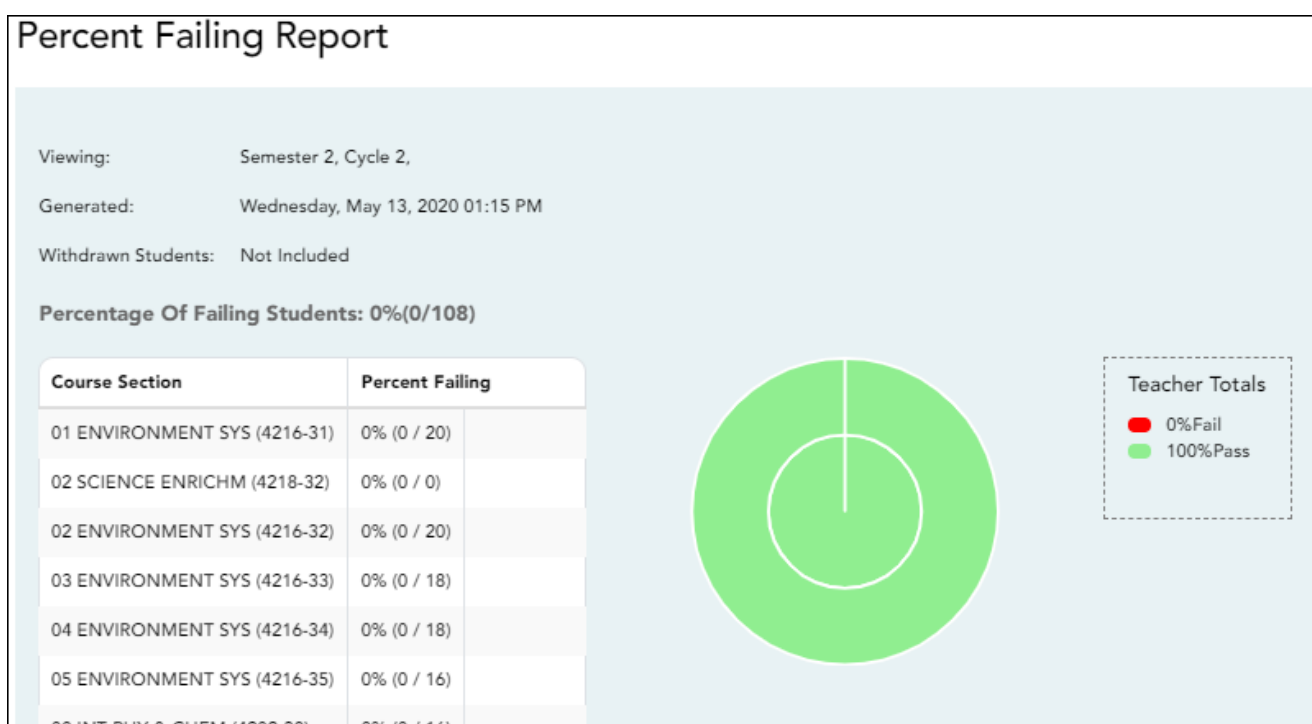 Percent Failing Report
Viewing: Semester 2, Cycle 2,
Generated: Wednesday, May 13, 2020 01:15 PM
Withdrawn Students: Not Included
Percentage Of Failing Students: 0%(0/108)
Course Section Percent Failing
01 ENVIRONMENT SYS (4216-31) 0% (0 / 20)
02 SCIENCE ENRICHM (4218-32) 0% (0 / 0)
02 ENVIRONMENT SYS (4216-32) 0% (0 / 20)
03 ENVIRONMENT SYS (4216-33) 0% (0 / 18)
04 ENVIRONMENT SYS (4216-34) 0% (0 / 18)
05 ENVIRONMENT SYS (4216-35) 0% (0 / 16)
Teacher Totals
0%Fail
100%Pass